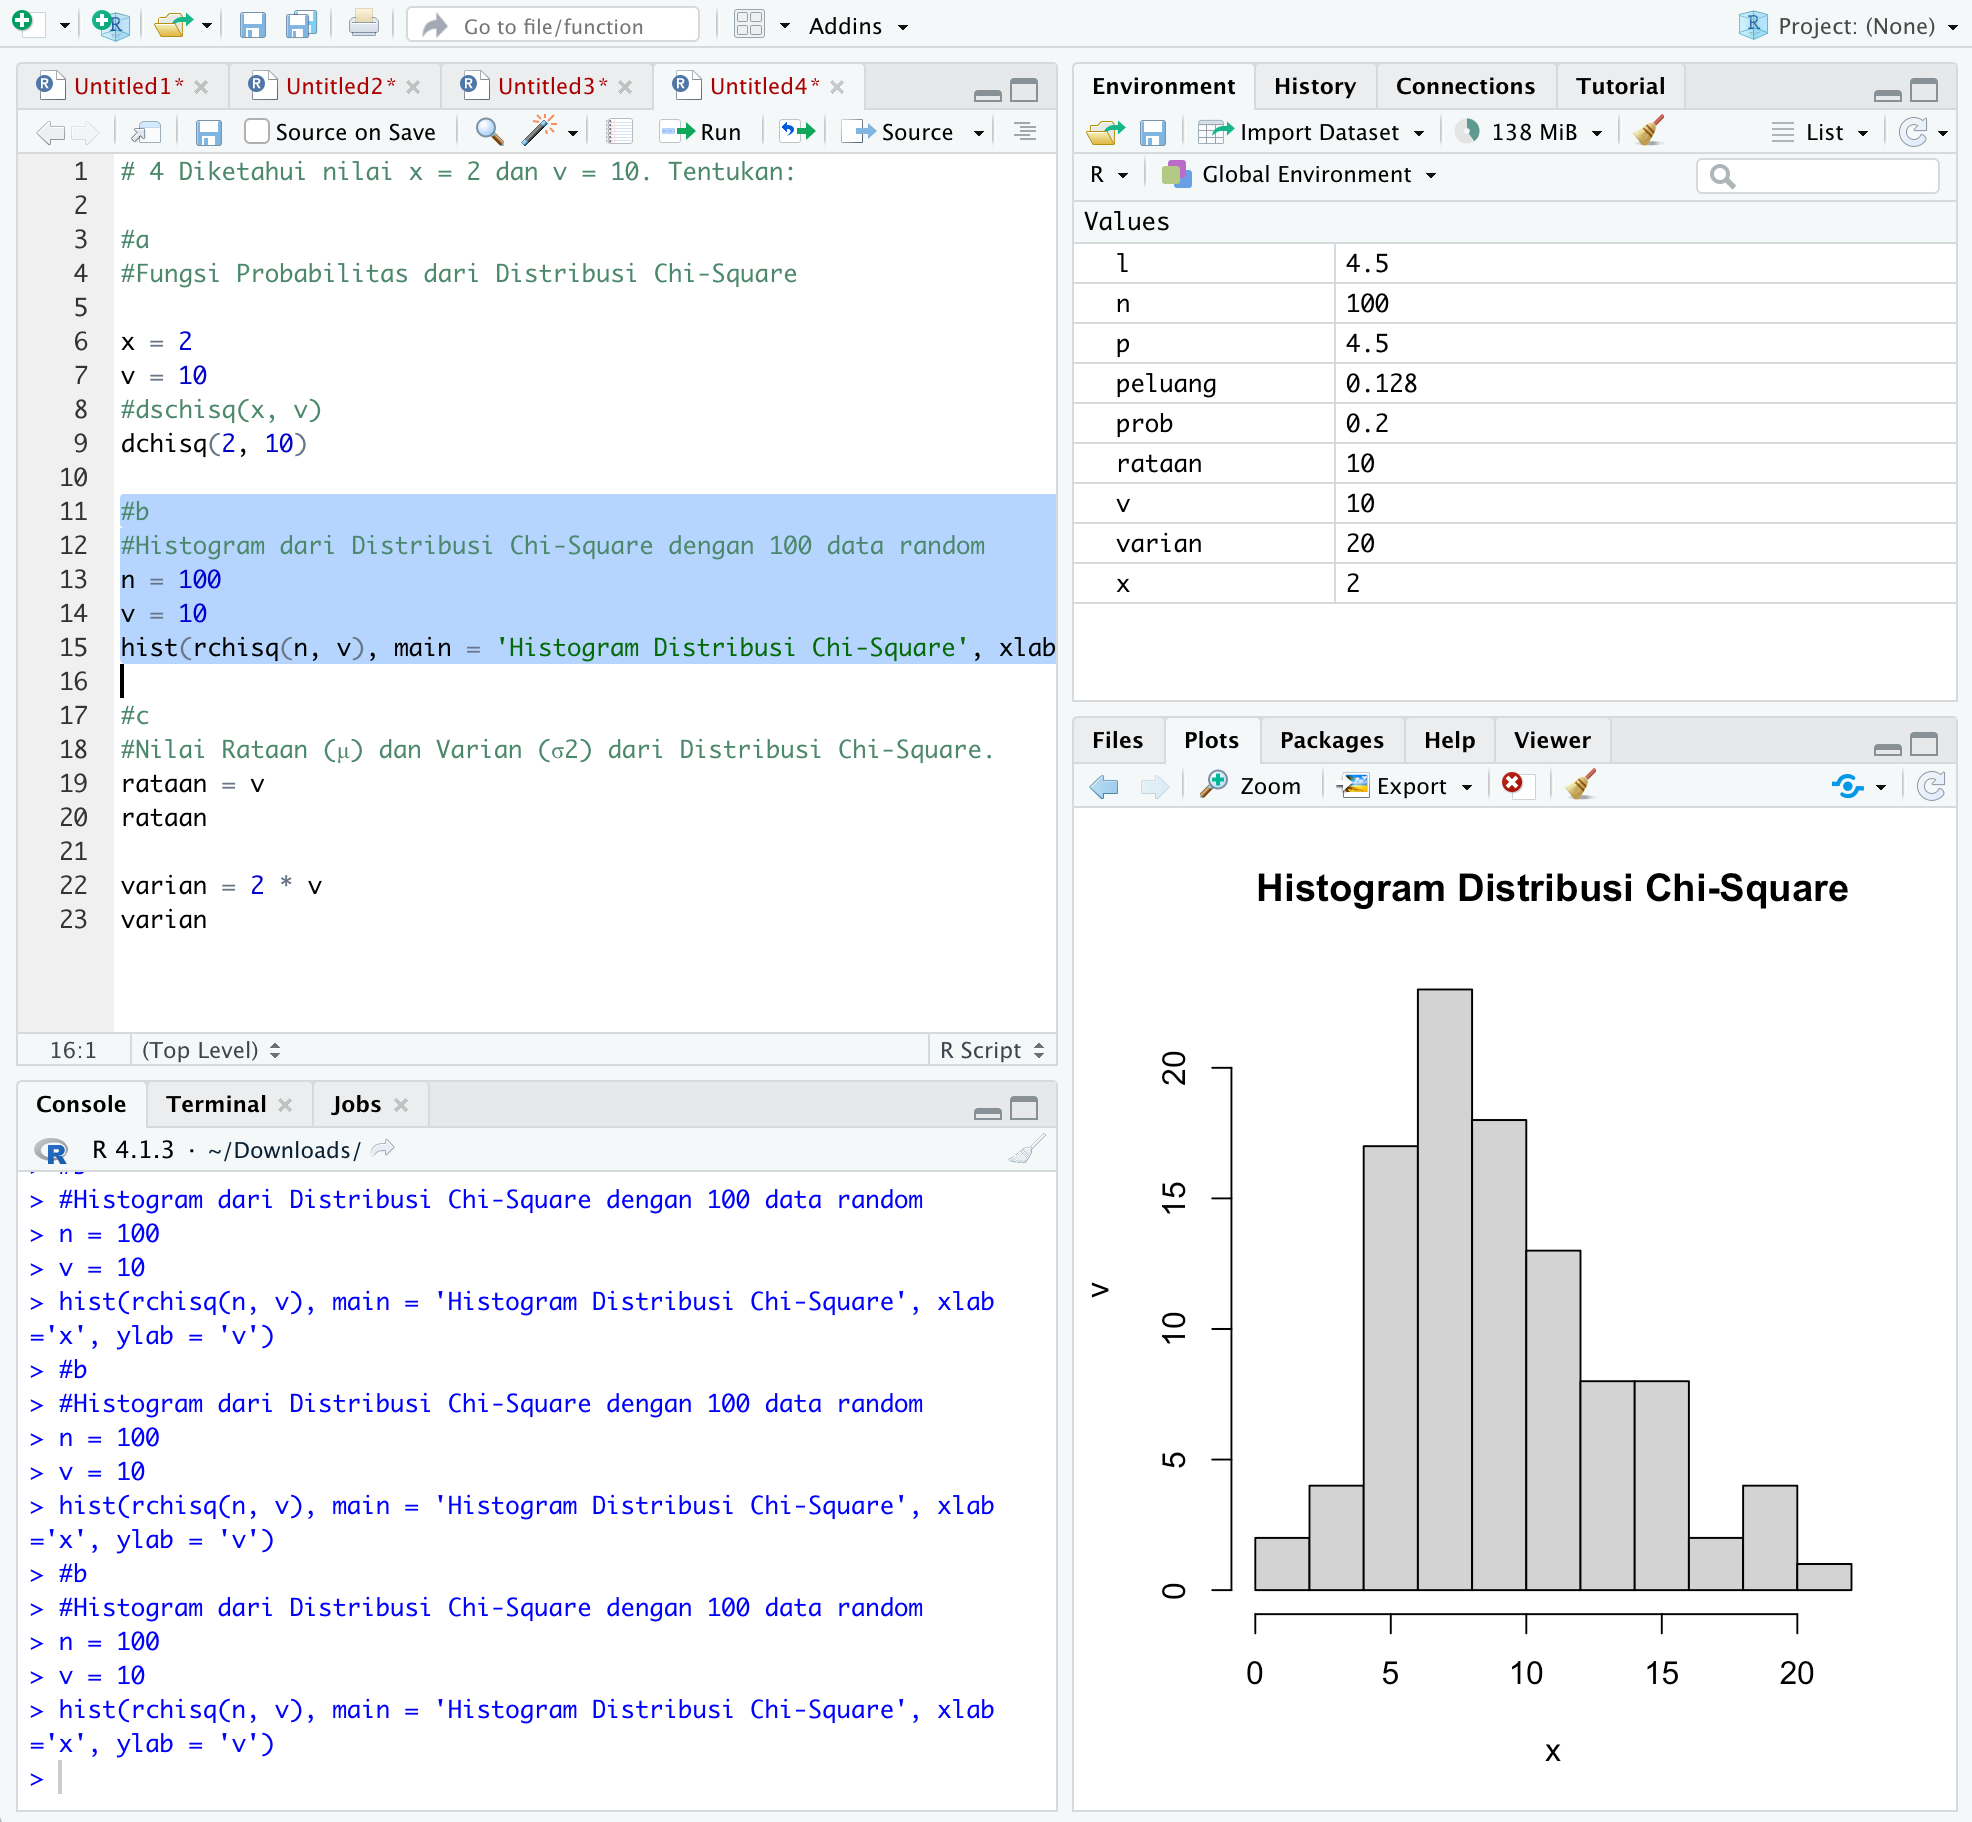 Go to file/function
Addins
Project: (None)
Untitled1*
Untitled2*
Untitled3*
Untitled4*
Source on Save
Run
Source
1 # 4 Diketahui nilai x = 2 dan v = 10. Tentukan:
2
3 #a
4 #Fungsi Probabilitas dari Distribusi Chi-Square
5
6 x = 2
7 v = 10
8 #dschisq(x, v)
9 dchisq(2, 10)
10
11 #b
12 #Histogram dari Distribusi Chi-Square dengan 100 data random
13 n = 100
14 v = 10
15 hist(rchisq(n, v), main = 'Histogram Distribusi Chi-Square', xlab
16
17 #c
18 #Nilai Rataan (μ) dan Varian (σ2) dari Distribusi Chi-Square.
19 rataan = v
20 rataan
21
22 varian = 2 * v
23 varian
16:1
(Top Level)
R Script
Console
Terminal
Jobs
R 4.1.3 · ~/Downloads/
> #Histogram dari Distribusi Chi-Square dengan 100 data random
> n = 100
> v = 10
> hist(rchisq(n, v), main = 'Histogram Distribusi Chi-Square', xlab
='x', ylab = 'v')
> #b
> #Histogram dari Distribusi Chi-Square dengan 100 data random
> n = 100
> v = 10
> hist(rchisq(n, v), main = 'Histogram Distribusi Chi-Square', xlab
='x', ylab = 'v')
> #b
> #Histogram dari Distribusi Chi-Square dengan 100 data random
> n = 100
> v = 10
> hist(rchisq(n, v), main = 'Histogram Distribusi Chi-Square', xlab
='x', ylab = 'v')
>
Environment
History
Connections
Tutorial
Import Dataset
138 MiB
List
R
Global Environment
Values
l 4.5
n 100
p 4.5
peluang 0.128
prob 0.2
rataan 10
v 10
varian 20
x 2
Files
Plots
Packages
Help
Viewer
Zoom
Export
Histogram Distribusi Chi-Square
v
20
15
10
5
0
0 5 10 15 20
x